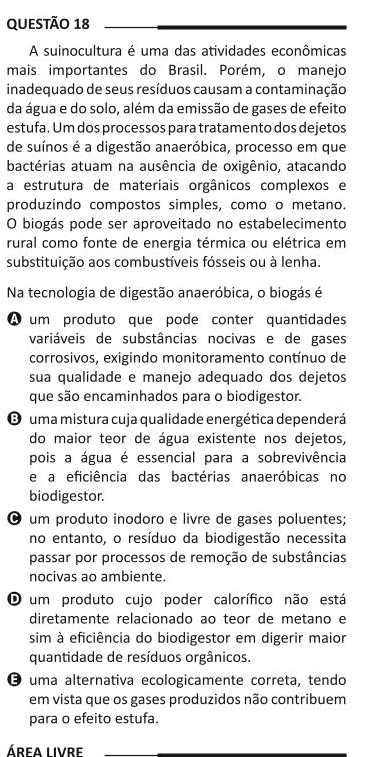 QUESTÃO 18
A suinocultura é uma das atividades econômicas
mais importantes do Brasil. Porém, o manejo
inadequado de seus resíduos causam a contaminação
da água e do solo, além da emissão de gases de efeito
estufa. Um dos processos para tratamento dos dejetos
de suínos é a digestão anaeróbica, processo em que
bactérias atuam na ausência de oxigênio, atacando
a estrutura de materiais orgânicos complexos e
produzindo compostos simples, como o metano.
O biogás pode ser aproveitado no estabelecimento
rural como fonte de energia térmica ou elétrica em
substituição aos combustíveis fósseis ou à lenha.
Na tecnologia de digestão anaeróbica, o biogás é
A um produto que pode conter quantidades
variáveis de substâncias nocivas e de gases
corrosivos, exigindo monitoramento contínuo de
sua qualidade e manejo adequado dos dejetos
que são encaminhados para o biodigestor.
B uma mistura cuja qualidade energética dependerá
do maior teor de água existente nos dejetos,
pois a água é essencial para a sobrevivência
e a eficiência das bactérias anaeróbicas no
biodigestor.
C um produto inodoro e livre de gases poluentes;
no entanto, o resíduo da biodigestão necessita
passar por processos de remoção de substâncias
nocivas ao ambiente.
D um produto cujo poder calorífico não está
diretamente relacionado ao teor de metano e
sim à eficiência do biodigestor em digerir maior
quantidade de resíduos orgânicos.
E uma alternativa ecologicamente correta, tendo
em vista que os gases produzidos não contribuem
para o efeito estufa.
ÁREA LIVRE